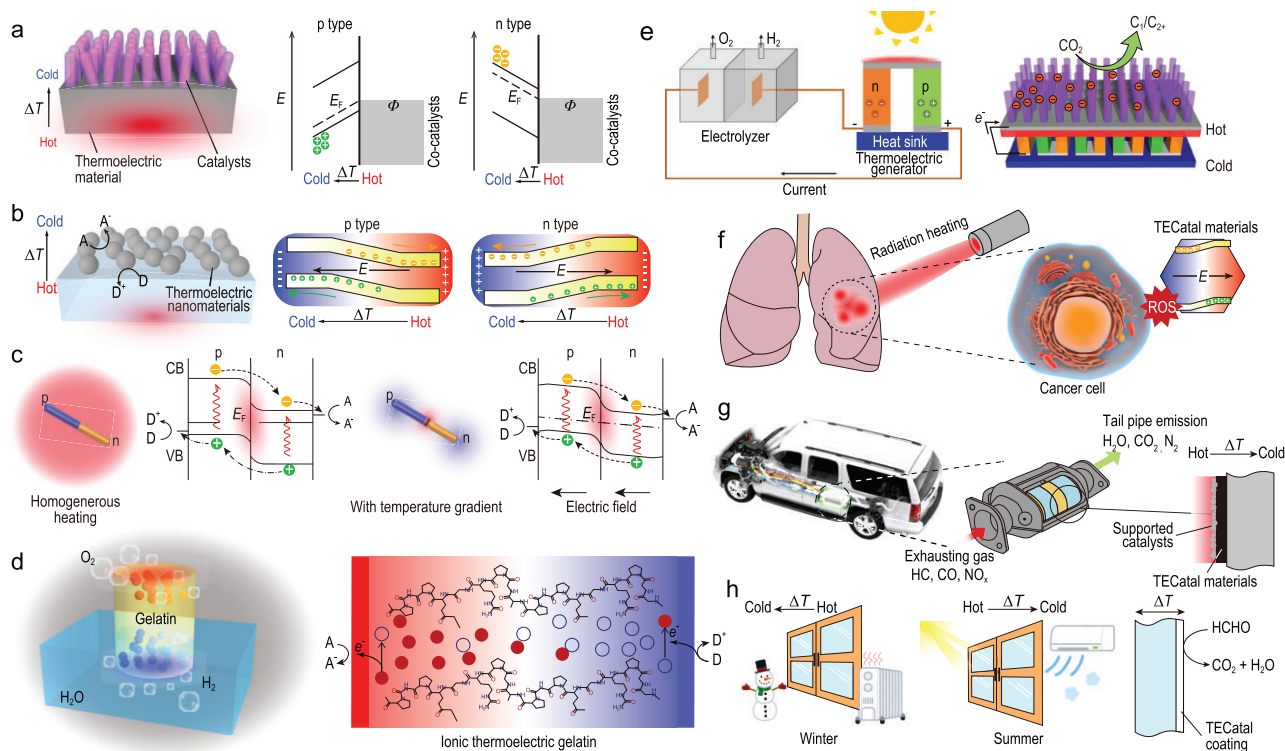 a
Cold
ΔT
Hot
Thermoelectric
material
Catalysts
p type
E
E_F
Φ
Co-catalysts
ΔT
Cold
Hot
n type
E
E_F
Φ
Co-catalysts
ΔT
Cold
Hot
b
Cold
ΔT
Hot
A
A⁻
D
D⁺
Thermoelectric
nanomaterials
p type
E
Cold
ΔT
Hot
n type
E
Cold
ΔT
Hot
c
p
n
Homogenerous
heating
p
n
CB
E_F
A
A⁻
D⁺
D
VB
p
n
With temperature gradient
p
n
CB
E_F
A
A⁻
D⁺
D
VB
Electric field
d
O₂
Gelatin
H₂
H₂O
A
A⁻
e⁻
e⁻
D⁺
D
Ionic thermoelectric gelatin
e
O₂
H₂
Electrolyzer
n
p
-
+
Heat sink
Thermoelectric
generator
Current
CO₂
C₁/C₂₊
e⁻
Hot
Cold
f
Radiation heating
Cancer cell
TECatal materials
E
ROS
g
Exhausting gas
HC, CO, NOₓ
Tail pipe emission
H₂O, CO₂, N₂
ΔT
Hot
Cold
Supported
catalysts
TECatal materials
h
ΔT
Cold
Hot
Winter
ΔT
Hot
Cold
Summer
ΔT
HCHO
CO₂ + H₂O
TECatal
coating